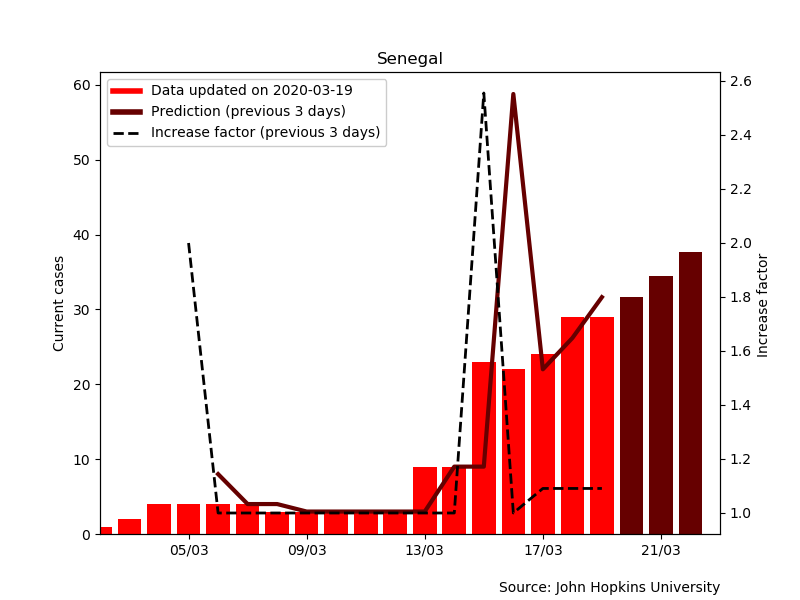 Senegal
Data updated on 2020-03-19
Prediction (previous 3 days)
Increase factor (previous 3 days)
Current cases
60
50
40
30
20
10
0
2.6
2.4
2.2
2.0
1.8
1.6
1.4
1.2
1.0
Increase factor
05/03 09/03 13/03 17/03 21/03
Source: John Hopkins University